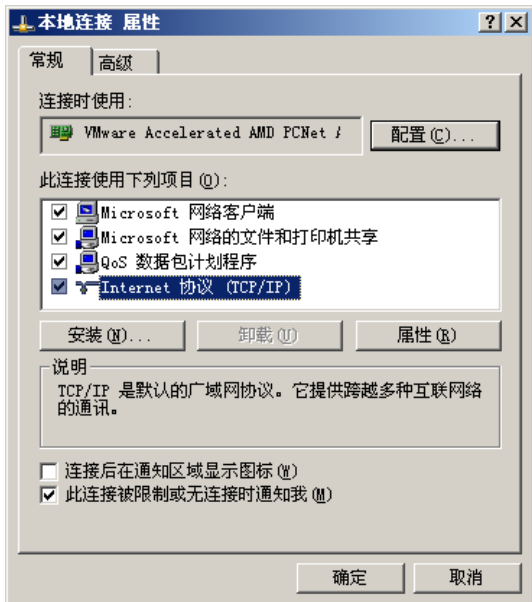 本地连接 属性
常规
高级
连接时使用:
VMware Accelerated AMD PCNet A
配置(C)...
此连接使用下列项目(O):
Microsoft 网络客户端
Microsoft 网络的文件和打印机共享
QoS 数据包计划程序
Internet 协议 (TCP/IP)
安装(N)...
卸载(U)
属性(R)
说明
TCP/IP 是默认的广域网协议。它提供跨越多种互联网络
的通讯。
连接后在通知区域显示图标(W)
此连接被限制或无连接时通知我(M)
确定
取消